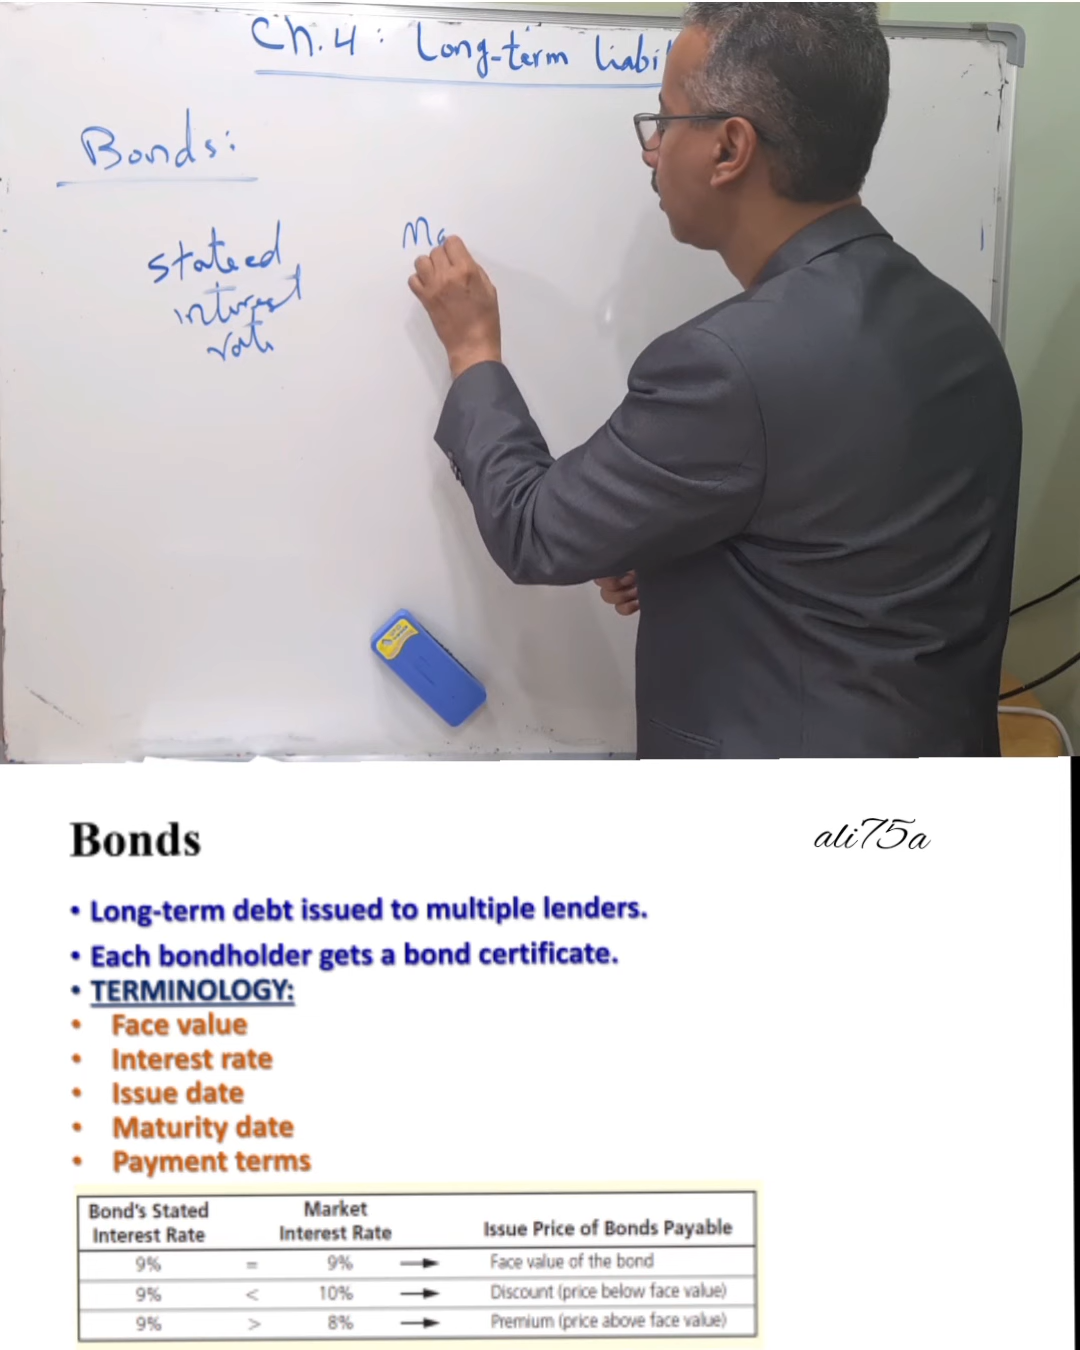 Ch. 4: Long-term liabi
Bonds:
stated
interest
rate
Ma
Bonds
ali75a
• Long-term debt issued to multiple lenders.
• Each bondholder gets a bond certificate.
• TERMINOLOGY:
• Face value
• Interest rate
• Issue date
• Maturity date
• Payment terms
Bond's Stated Interest Rate Market Interest Rate Issue Price of Bonds Payable
9% = 9% → Face value of the bond
9% < 10% → Discount (price below face value)
9% > 8% → Premium (price above face value)